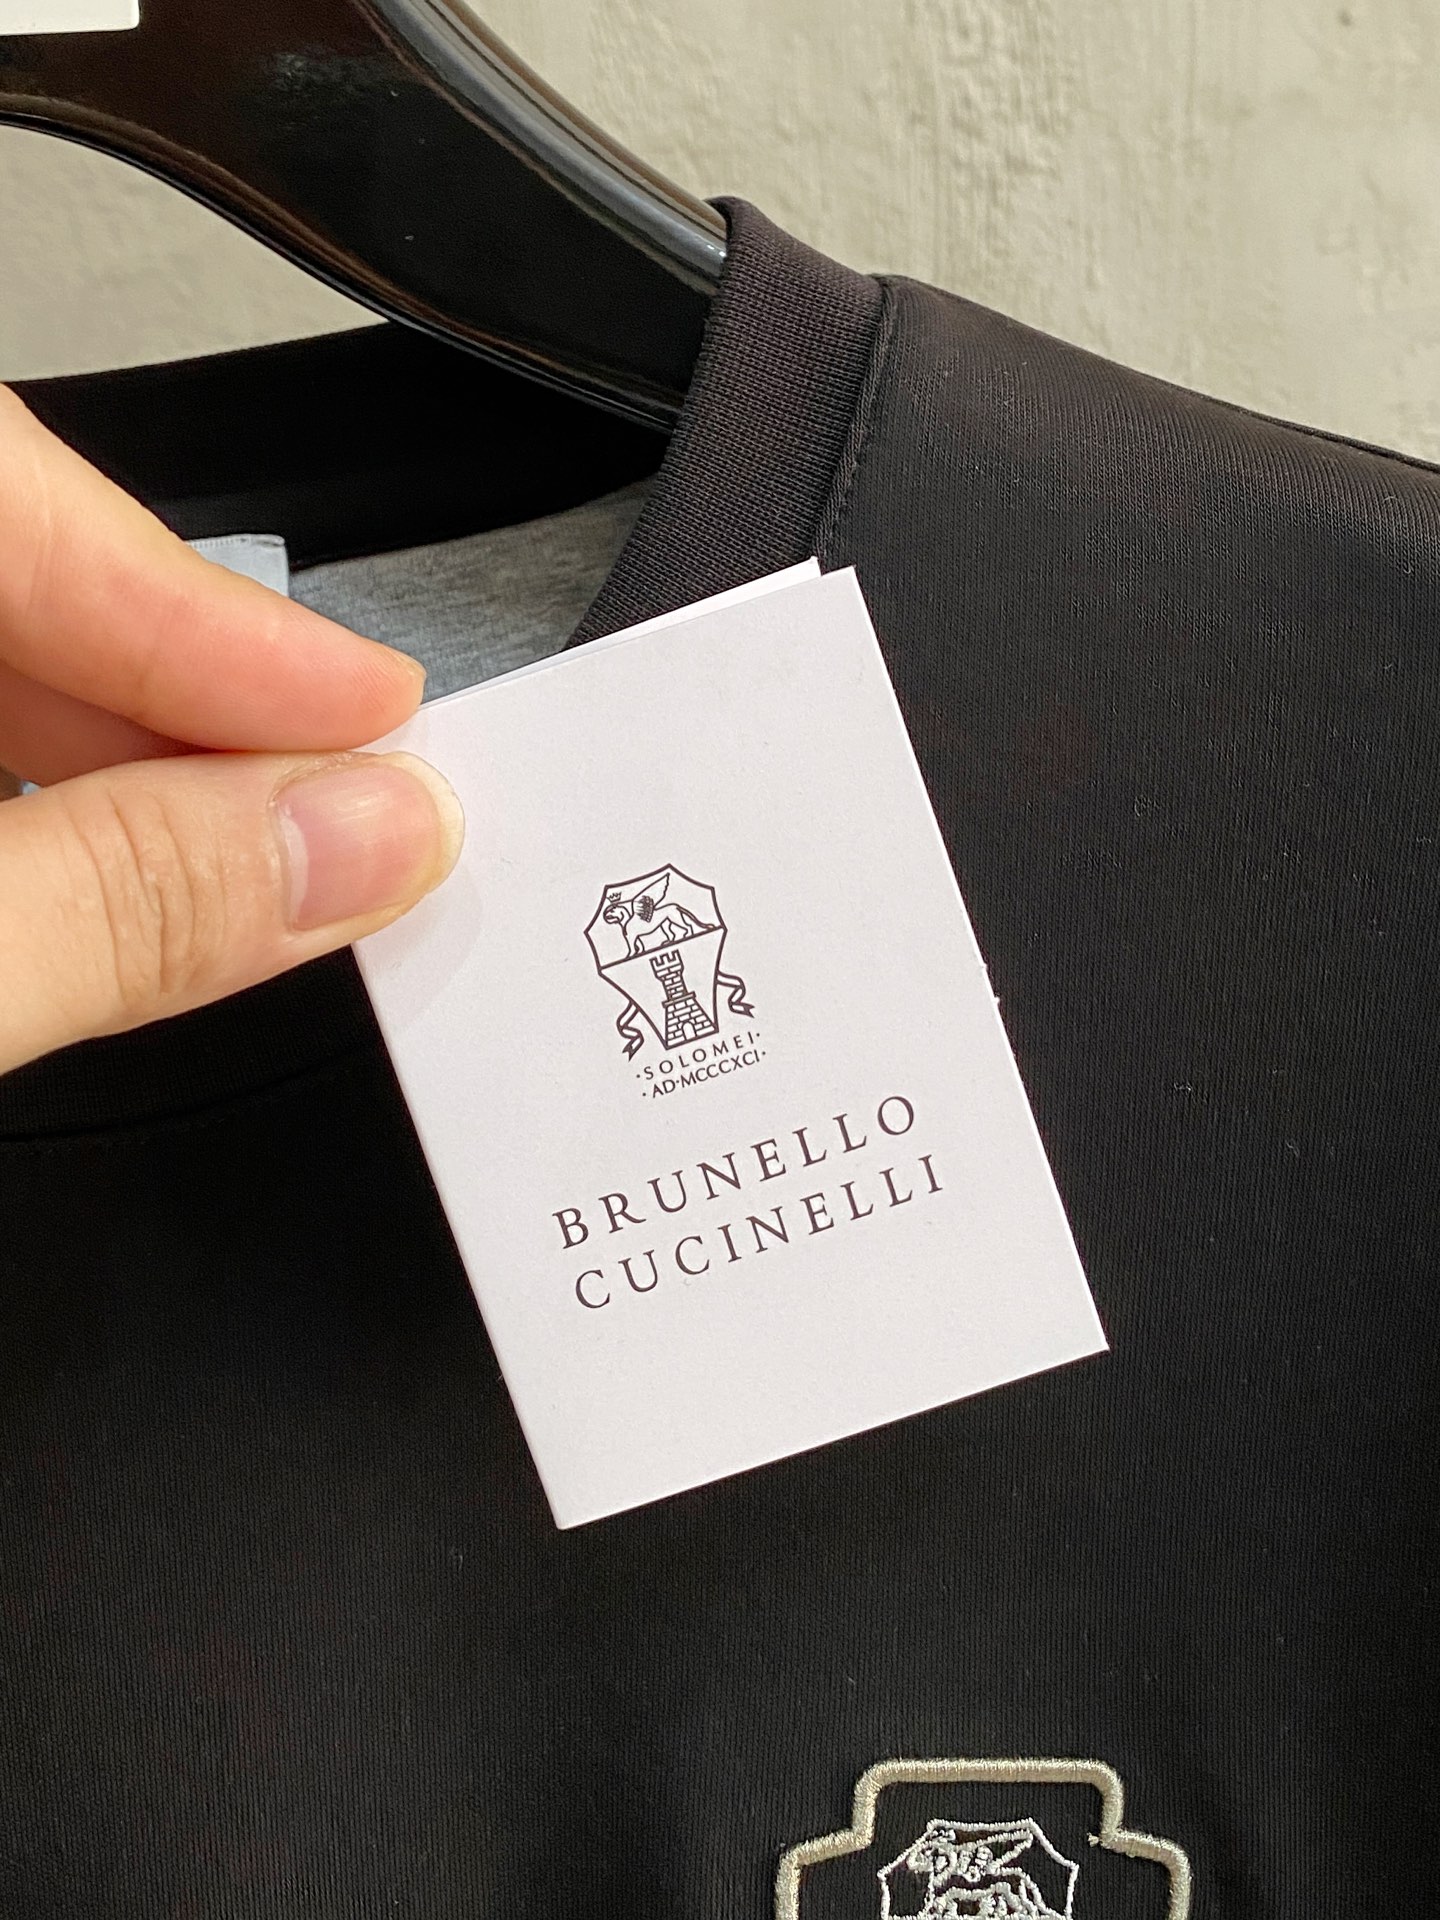 ·SOLOMEI·
·AD·MCCCXCI·
BRUNELLO
CUCINELLI